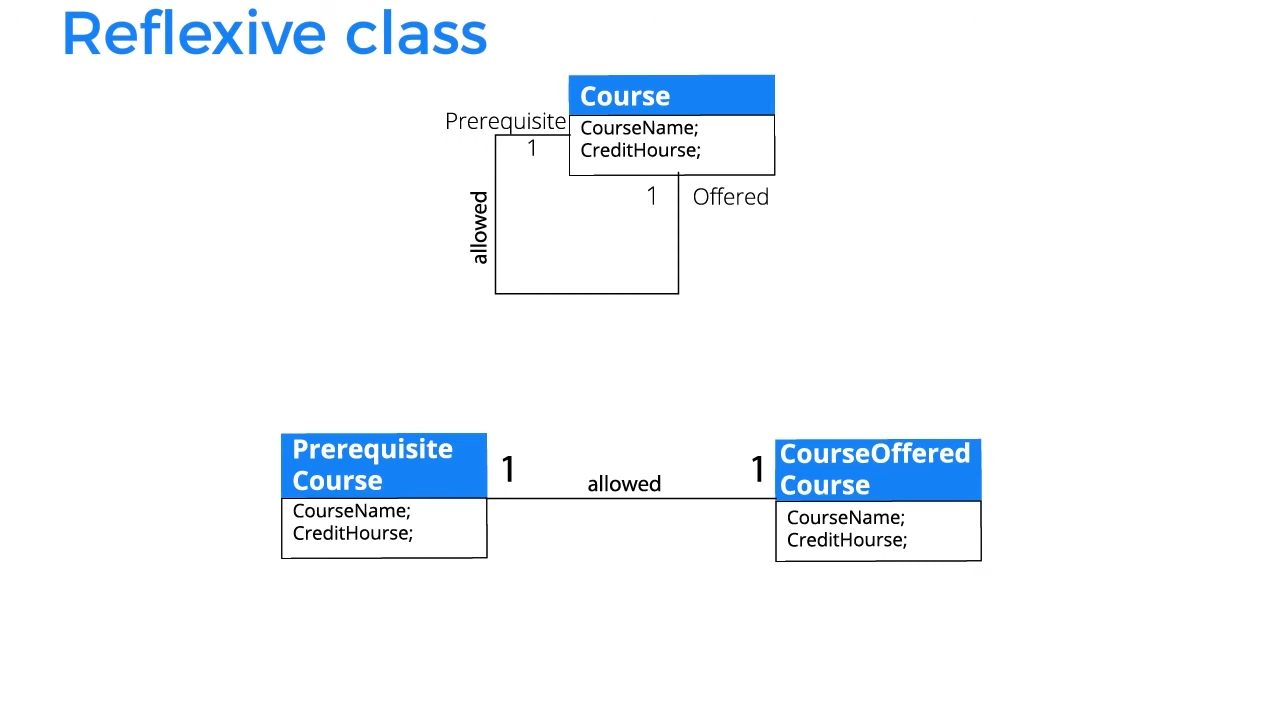 Reflexive class
Course
Prerequisite
CourseName;
1
CreditHourse;
allowed
1
Offered
Prerequisite
Course
1
allowed
1
CourseOffered
Course
CourseName;
CreditHourse;
CourseName;
CreditHourse;